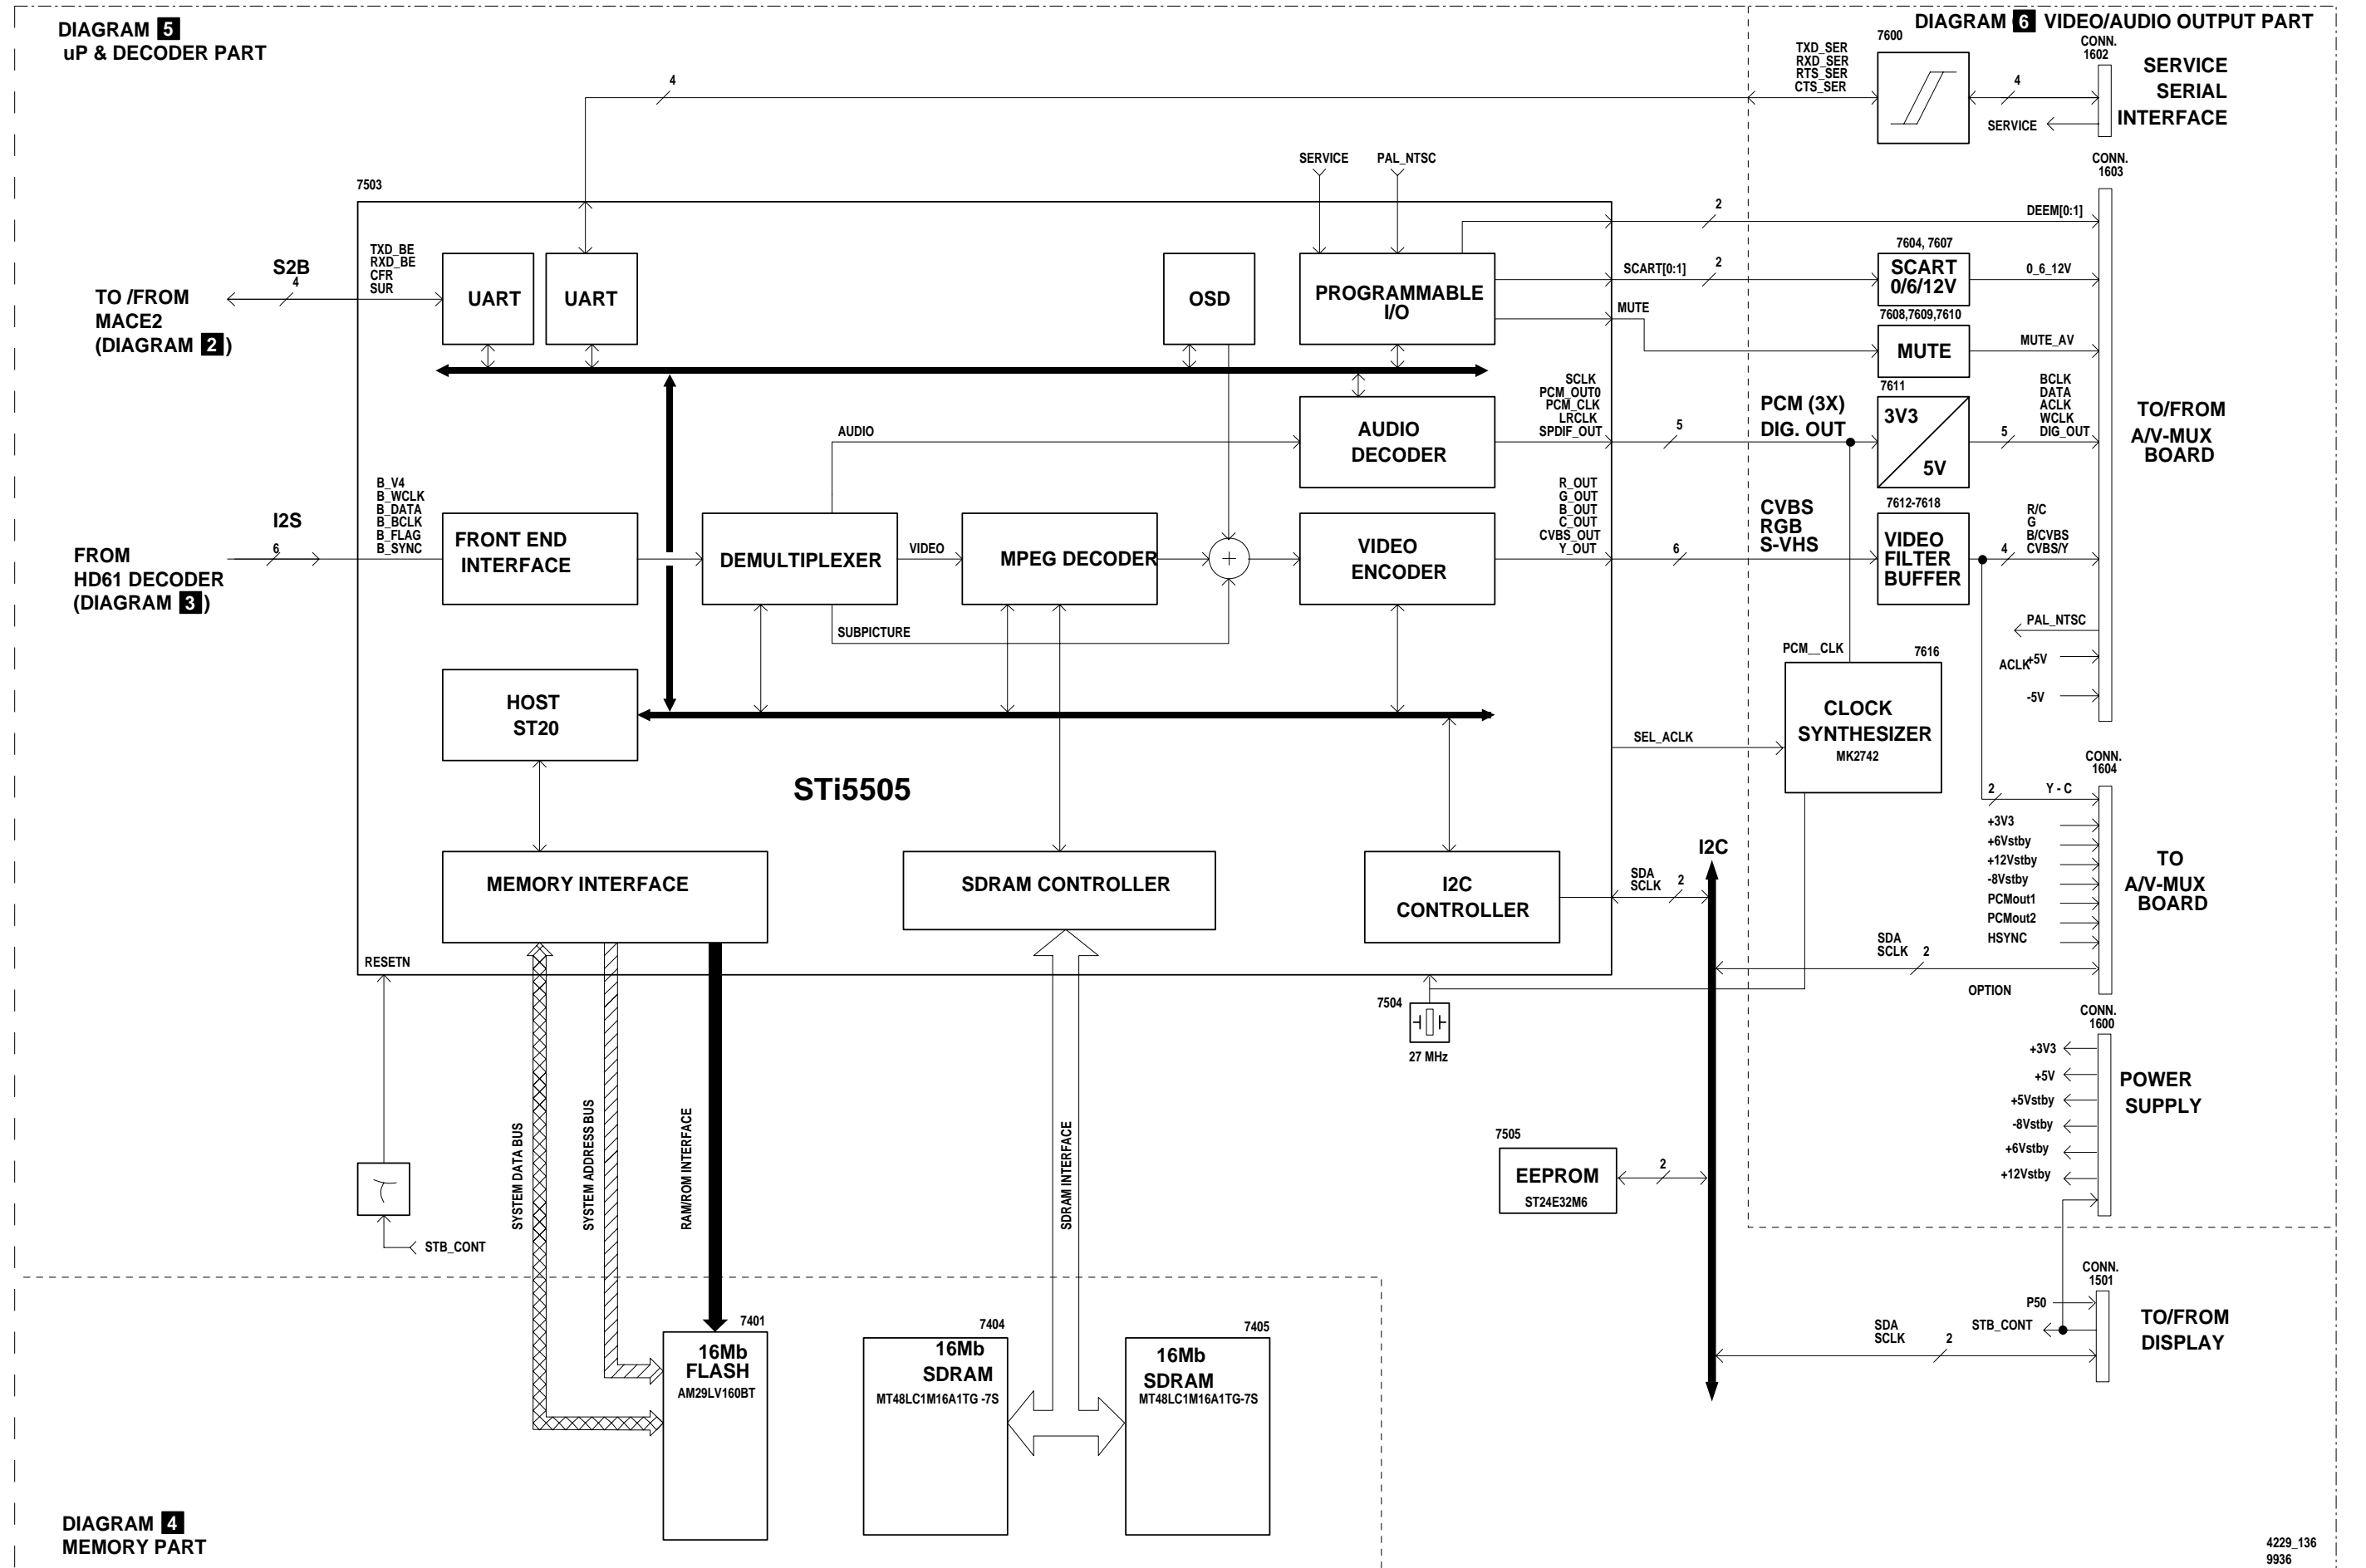 DIAGRAM 5
uP & DECODER PART
DIAGRAM 6 VIDEO/AUDIO OUTPUT PART
7600
CONN.
1602
TXD_SER
RXD_SER
RTS_SER
CTS_SER
4
4
SERVICE
SERVICE
SERIAL
INTERFACE
CONN.
1603
7503
SERVICE
PAL_NTSC
2
DEEM[0:1]
TXD_BE
RXD_BE
CFR
SUR
S2B
4
TO /FROM
MACE2
(DIAGRAM 2)
UART
UART
OSD
PROGRAMMABLE
I/O
SCART[0:1]
2
7604, 7607
SCART
0/6/12V
0_6_12V
MUTE
7608,7609,7610
MUTE
MUTE_AV
7611
SCLK
PCM_OUT0
PCM_CLK
LRCLK
SPDIF_OUT
5
PCM (3X)
DIG. OUT
3V3
5V
5
BCLK
DATA
ACLK
WCLK
DIG_OUT
TO/FROM
A/V-MUX
BOARD
AUDIO
AUDIO
DECODER
B_V4
B_WCLK
B_DATA
B_BCLK
B_FLAG
B_SYNC
I2S
6
FROM
HD61 DECODER
(DIAGRAM 3)
FRONT END
INTERFACE
DEMULTIPLEXER
VIDEO
MPEG DECODER
+
VIDEO
ENCODER
R_OUT
G_OUT
B_OUT
C_OUT
CVBS_OUT
Y_OUT
6
CVBS
RGB
S-VHS
7612-7618
VIDEO
FILTER
BUFFER
4
R/C
G
B/CVBS
CVBS/Y
SUBPICTURE
PAL_NTSC
PCM__CLK
7616
ACLK
+5V
-5V
HOST
ST20
CLOCK
SYNTHESIZER
MK2742
SEL_ACLK
STi5505
CONN.
1604
2
Y - C
+3V3
+6Vstby
+12Vstby
-8Vstby
PCMout1
PCMout2
HSYNC
TO
A/V-MUX
BOARD
MEMORY INTERFACE
SDRAM CONTROLLER
I2C
CONTROLLER
SDA
SCLK
2
I2C
SDA
SCLK
2
OPTION
RESETN
7504
27 MHz
CONN.
1600
+3V3
+5V
+5Vstby
-8Vstby
+6Vstby
+12Vstby
POWER
SUPPLY
SYSTEM DATA BUS
SYSTEM ADDRESS BUS
RAM/ROM INTERFACE
SDRAM INTERFACE
7505
EEPROM
ST24E32M6
2
STB_CONT
CONN.
1501
P50
STB_CONT
SDA
SCLK
2
TO/FROM
DISPLAY
7401
16Mb
FLASH
AM29LV160BT
7404
16Mb
SDRAM
MT48LC1M16A1TG -7S
7405
16Mb
SDRAM
MT48LC1M16A1TG-7S
DIAGRAM 4
MEMORY PART
4229_136
9936